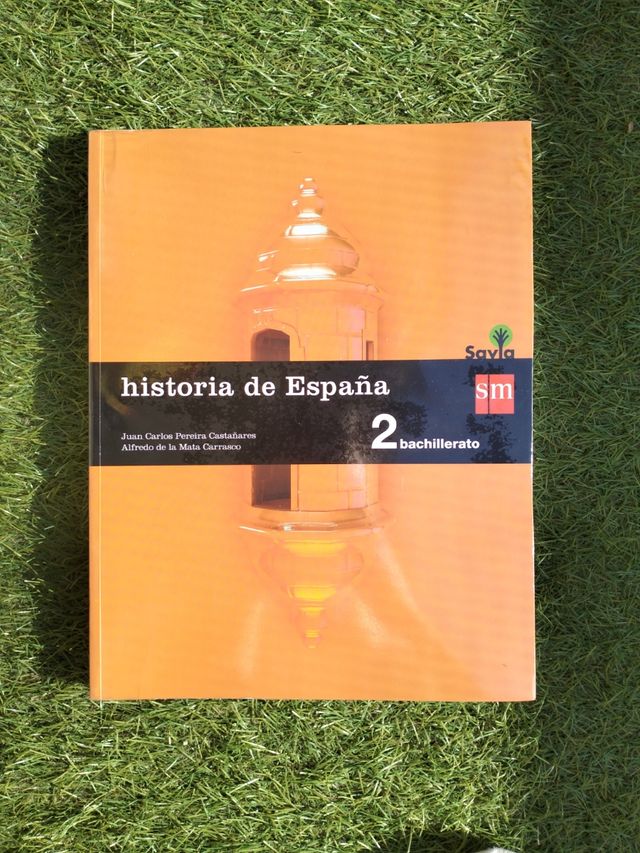 Savia
historia de España
sm
Juan Carlos Pereira Castañares
Alfredo de la Mata Carrasco
2 bachillerato